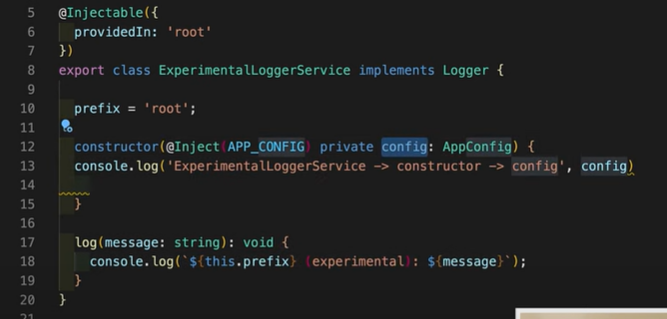 5 @Injectable({
6 providedIn: 'root'
7 })
8 export class ExperimentalLoggerService implements Logger {
9
10 prefix = 'root';
11
12 constructor(@Inject(APP_CONFIG) private config: AppConfig) {
13 console.log('ExperimentalLoggerService -> constructor -> config', config)
14
15 }
16
17 log(message: string): void {
18 console.log(`${this.prefix} (experimental): ${message}`);
19 }
20 }
21